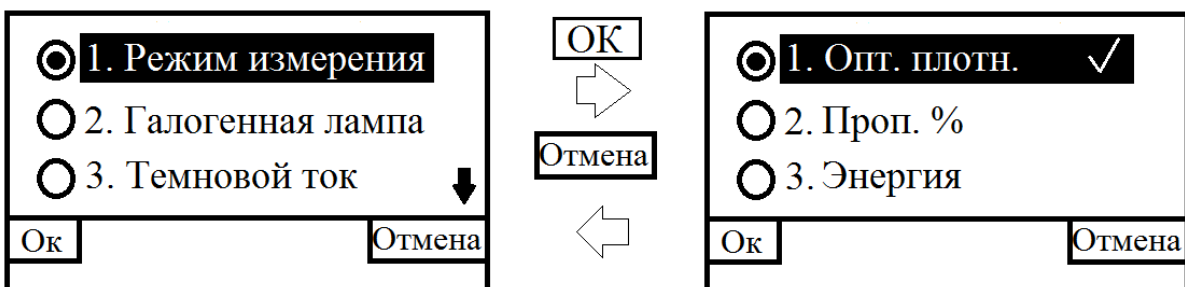 1. Режим измерения
2. Галогенная лампа
3. Темновой ток
Ок
Отмена
ОК
Отмена
1. Опт. плотн.
2. Проп. %
3. Энергия
Ок
Отмена